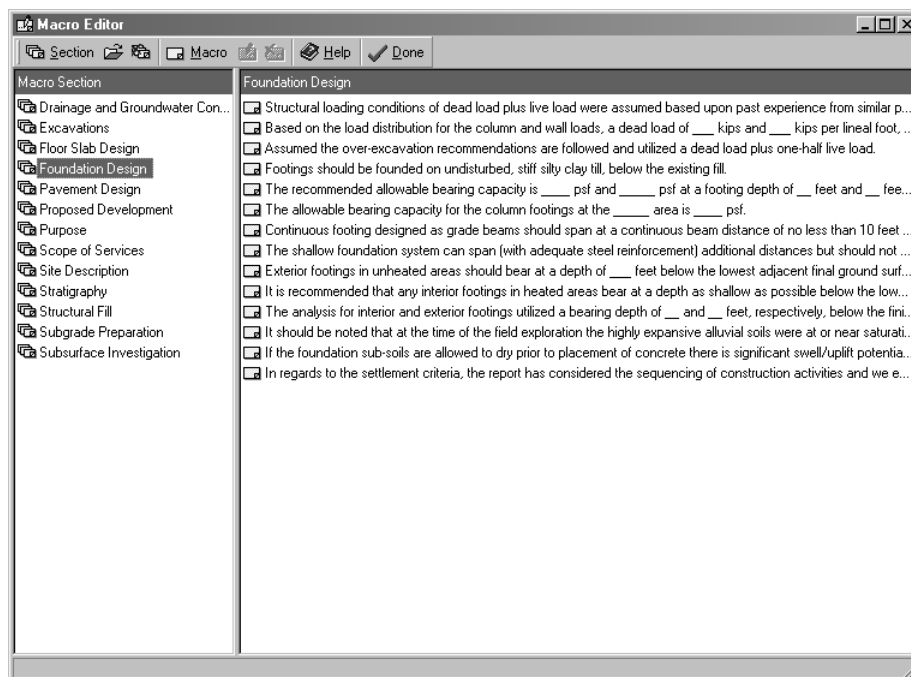 Macro Editor
Section Macro Help Done
Macro Section
Drainage and Groundwater Con...
Excavations
Floor Slab Design
Foundation Design
Pavement Design
Proposed Development
Purpose
Scope of Services
Site Description
Stratigraphy
Structural Fill
Subgrade Preparation
Subsurface Investigation
Foundation Design
Structural loading conditions of dead load plus live load were assumed based upon past experience from similar p...
Based on the load distribution for the column and wall loads, a dead load of ___ kips and ___ kips per lineal foot, ...
Assumed the over-excavation recommendations are followed and utilized a dead load plus one-half live load.
Footings should be founded on undisturbed, stiff silty clay till, below the existing fill.
The recommended allowable bearing capacity is ____ psf and _____ psf at a footing depth of __ feet and __ fee...
The allowable bearing capacity for the column footings at the _____ area is ____ psf.
Continuous footing designed as grade beams should span at a continuous beam distance of no less than 10 feet ...
The shallow foundation system can span (with adequate steel reinforcement) additional distances but should not ...
Exterior footings in unheated areas should bear at a depth of ___ feet below the lowest adjacent final ground surf...
It is recommended that any interior footings in heated areas bear at a depth as shallow as possible below the low...
The analysis for interior and exterior footings utilized a bearing depth of __ and __ feet, respectively, below the fini...
It should be noted that at the time of the field exploration the highly expansive alluvial soils were at or near saturati...
If the foundation sub-soils are allowed to dry prior to placement of concrete there is significant swell/uplift potentia...
In regards to the settlement criteria, the report has considered the sequencing of construction activities and we e...